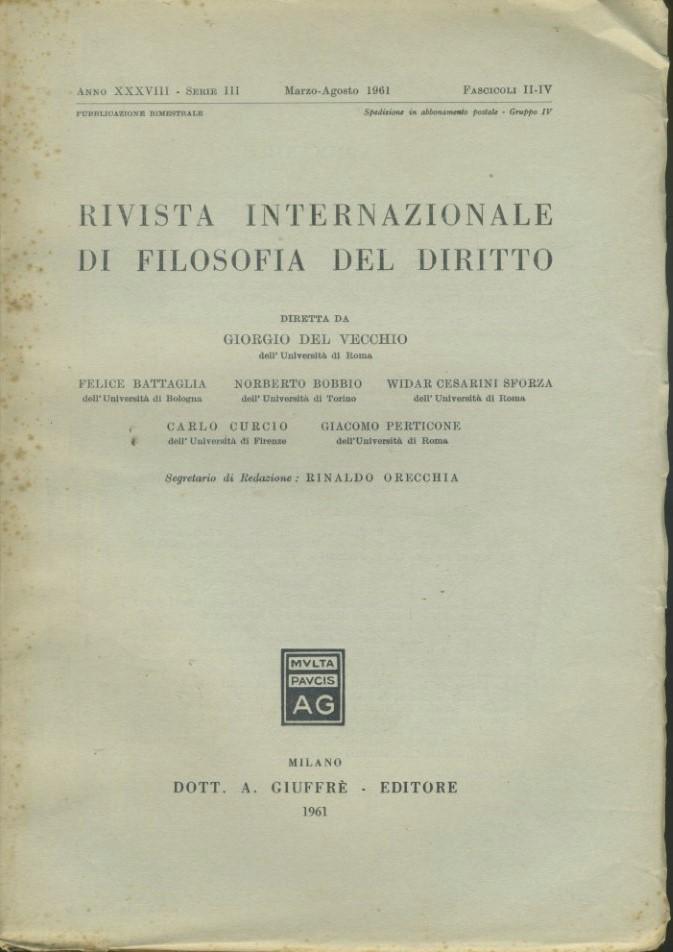 ANNO XXXVIII - SERIE III Marzo-Agosto 1961 FASCICOLI II-IV
PUBBLICAZIONE BIMESTRALE Spedizione in abbonamento postale - Gruppo IV
RIVISTA INTERNAZIONALE
DI FILOSOFIA DEL DIRITTO
DIRETTA DA
GIORGIO DEL VECCHIO
dell'Università di Roma
FELICE BATTAGLIA NORBERTO BOBBIO WIDAR CESARINI SFORZA
dell'Università di Bologna dell'Università di Torino dell'Università di Roma
CARLO CURCIO GIACOMO PERTICONE
dell'Università di Firenze dell'Università di Roma
Segretario di Redazione: RINALDO ORECCHIA
MVLTA
PAVCIS
AG
MILANO
DOTT. A. GIUFFRÈ - EDITORE
1961